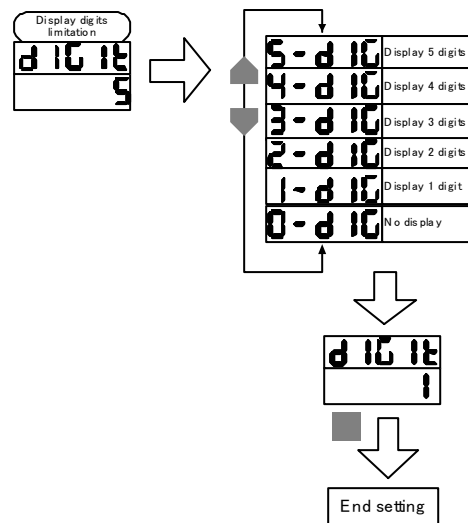 Display digits
limitation
dIGIt
5
5-dIG Display 5 digits
4-dIG Display 4 digits
3-dIG Display 3 digits
2-dIG Display 2 digits
1-dIG Display 1 digit
0-dIG No display
dIGIt
1
End setting